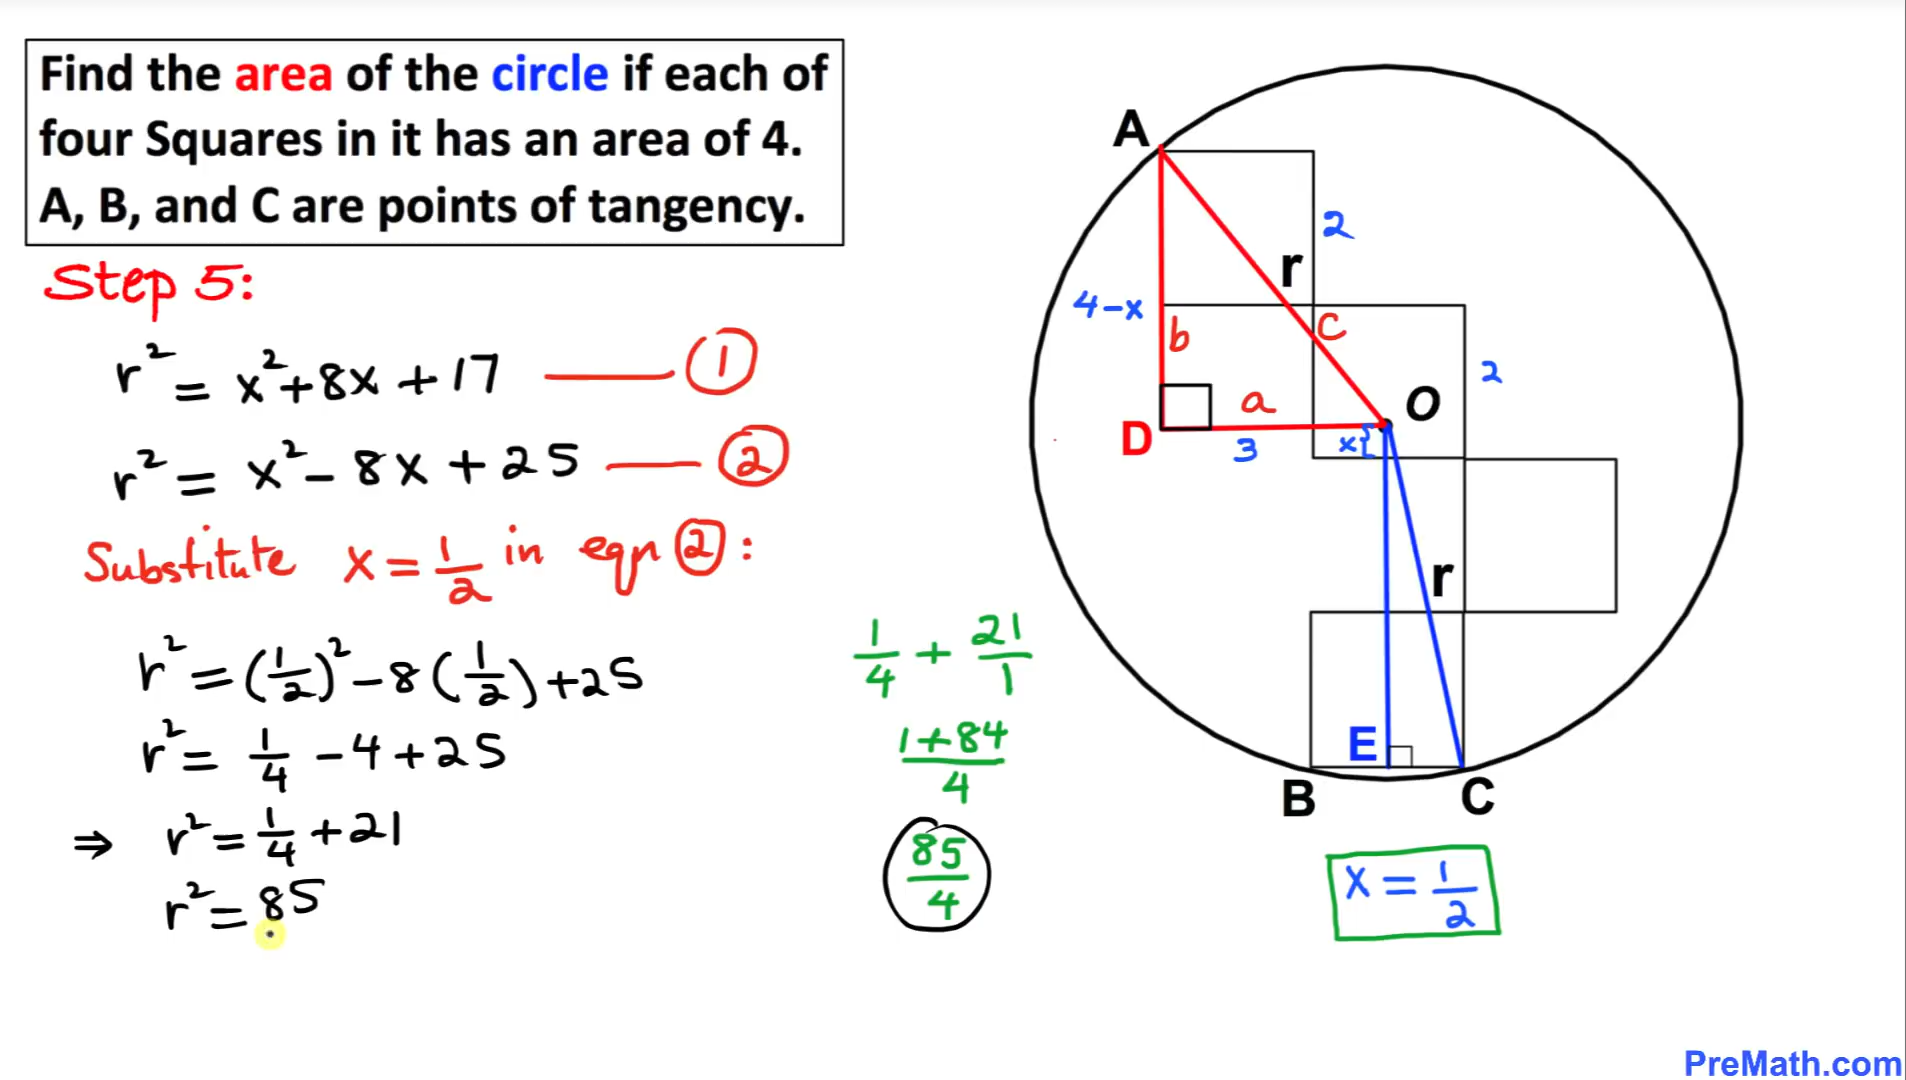 Find the area of the circle if each of
four Squares in it has an area of 4.
A, B, and C are points of tangency.
Step 5:
r² = x² + 8x + 17 —— ①
r² = x² - 8x + 25 —— ②
Substitute x = 1/2 in eqn ②:
r² = (1/2)² - 8(1/2) + 25
r² = 1/4 - 4 + 25
⇒ r² = 1/4 + 21
r² = 85
1/4 + 21/1
1+84/4
85/4
A
2
r
4-x
b
c
2
a
O
D
3
x
r
E
B
C
x = 1/2
PreMath.com